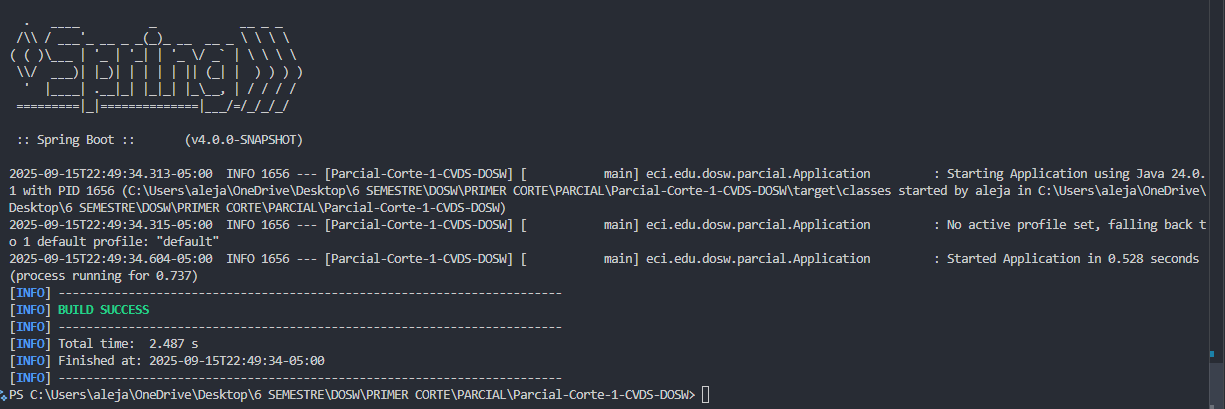 .   ____          _            __ _ _
 /\\ / ___'_ __ _ _(_)_ __  __ _ \ \ \ \
( ( )\___ | '_ | '_| | '_ \/ _` | \ \ \ \
 \\/  ___)| |_)| | | | | || (_| |  ) ) ) )
  '  |____| .__|_| |_|_| |_\__, | / / / /
 =========|_|==============|___/=/_/_/_/

 :: Spring Boot ::       (v4.0.0-SNAPSHOT)

2025-09-15T22:49:34.313-05:00  INFO 1656 --- [Parcial-Corte-1-CVDS-DOSW] [           main] eci.edu.dosw.parcial.Application         : Starting Application using Java 24.0.
1 with PID 1656 (C:\Users\aleja\OneDrive\Desktop\6 SEMESTRE\DOSW\PRIMER CORTE\PARCIAL\Parcial-Corte-1-CVDS-DOSW\target\classes started by aleja in C:\Users\aleja\OneDrive\
Desktop\6 SEMESTRE\DOSW\PRIMER CORTE\PARCIAL\Parcial-Corte-1-CVDS-DOSW)
2025-09-15T22:49:34.315-05:00  INFO 1656 --- [Parcial-Corte-1-CVDS-DOSW] [           main] eci.edu.dosw.parcial.Application         : No active profile set, falling back t
o 1 default profile: "default"
2025-09-15T22:49:34.604-05:00  INFO 1656 --- [Parcial-Corte-1-CVDS-DOSW] [           main] eci.edu.dosw.parcial.Application         : Started Application in 0.528 seconds
(process running for 0.737)
[INFO] ------------------------------------------------------------------------
[INFO] BUILD SUCCESS
[INFO] ------------------------------------------------------------------------
[INFO] Total time:  2.487 s
[INFO] Finished at: 2025-09-15T22:49:34-05:00
[INFO] ------------------------------------------------------------------------
PS C:\Users\aleja\OneDrive\Desktop\6 SEMESTRE\DOSW\PRIMER CORTE\PARCIAL\Parcial-Corte-1-CVDS-DOSW>